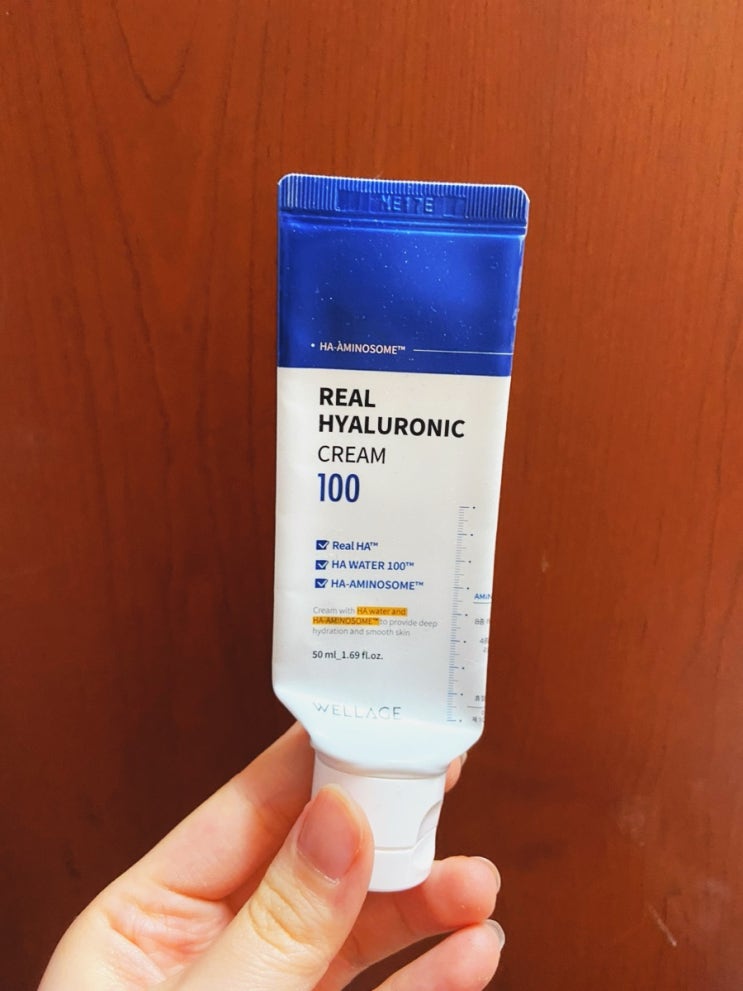 • HA-ÀMINOSOME™
REAL
HYALURONIC
CREAM
100
Real HA™
HA WATER 100™
HA-AMINOSOME™
Cream with HA water and
HA-AMINOSOME™ to provide deep
hydration and smooth skin
50 ml_1.69 fl.oz.
WELLAGE